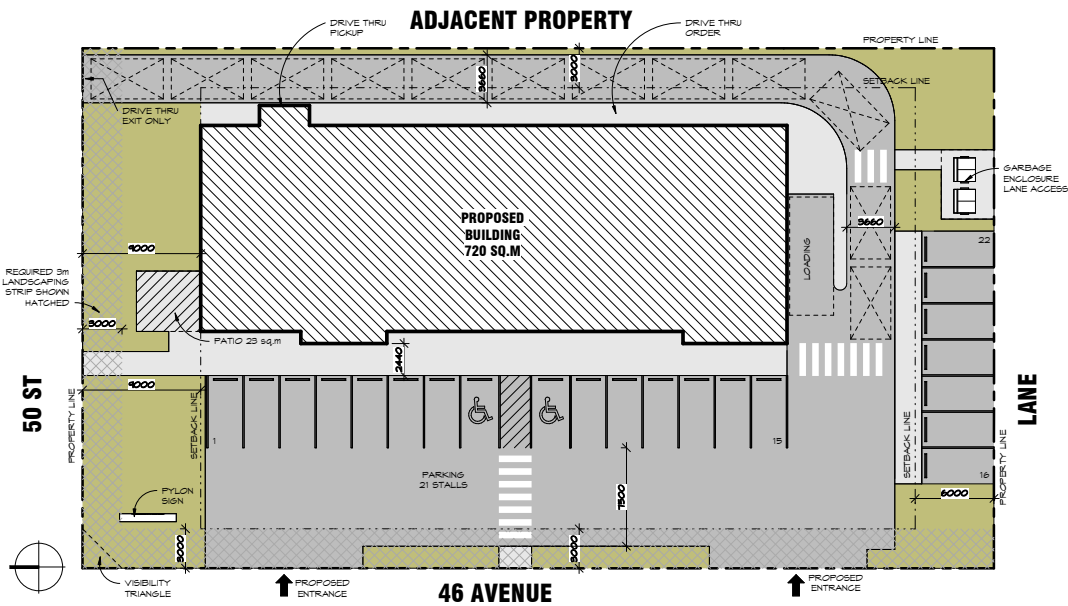 ADJACENT PROPERTY
DRIVE THRU
PICKUP
DRIVE THRU
ORDER
PROPERTY LINE
SETBACK LINE
3660
3000
DRIVE THRU
EXIT ONLY
GARBAGE
ENCLOSURE
LANE ACCESS
PROPOSED
BUILDING
720 SQ.M
LOADING
3660
22
9000
REQUIRED 3m
LANDSCAPING
STRIP SHOWN
HATCHED
3000
PATIO 23 sq.m
2440
9000
50 ST
PROPERTY LINE
SETBACK LINE
1
15
PARKING
21 STALLS
7500
SETBACK LINE
LANE
16
PROPERTY LINE
6000
PYLON
SIGN
3000
3000
VISIBILITY
TRIANGLE
PROPOSED
ENTRANCE
46 AVENUE
PROPOSED
ENTRANCE